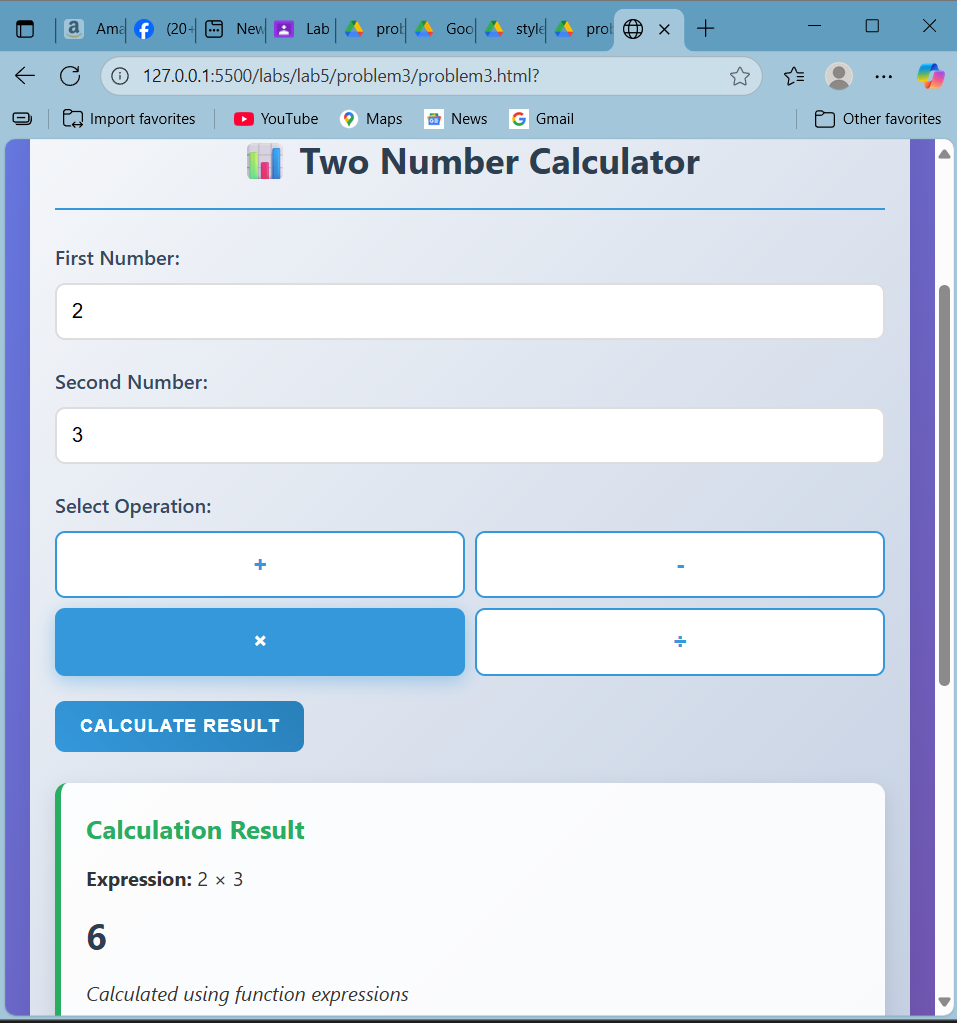 Ama (20+ New Lab prob Goo style prob
127.0.0.1:5500/labs/lab5/problem3/problem3.html?
Import favorites YouTube Maps News Gmail Other favorites
Two Number Calculator
First Number:
2
Second Number:
3
Select Operation:
+ -
× ÷
CALCULATE RESULT
Calculation Result
Expression: 2 × 3
6
Calculated using function expressions